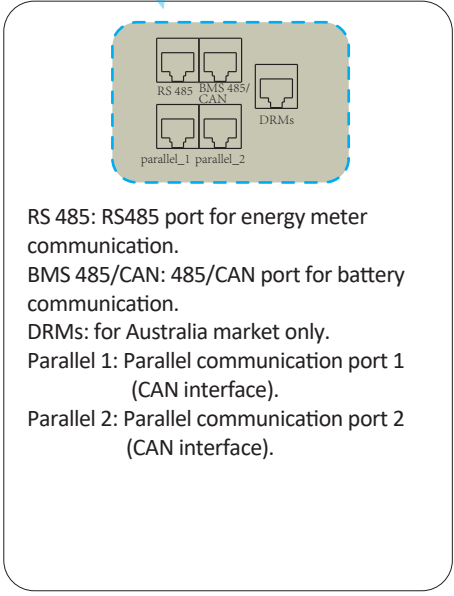 RS 485 BMS 485/
CAN
DRMs
parallel_1 parallel_2
RS 485: RS485 port for energy meter
communication.
BMS 485/CAN: 485/CAN port for battery
communication.
DRMs: for Australia market only.
Parallel 1: Parallel communication port 1
(CAN interface).
Parallel 2: Parallel communication port 2
(CAN interface).